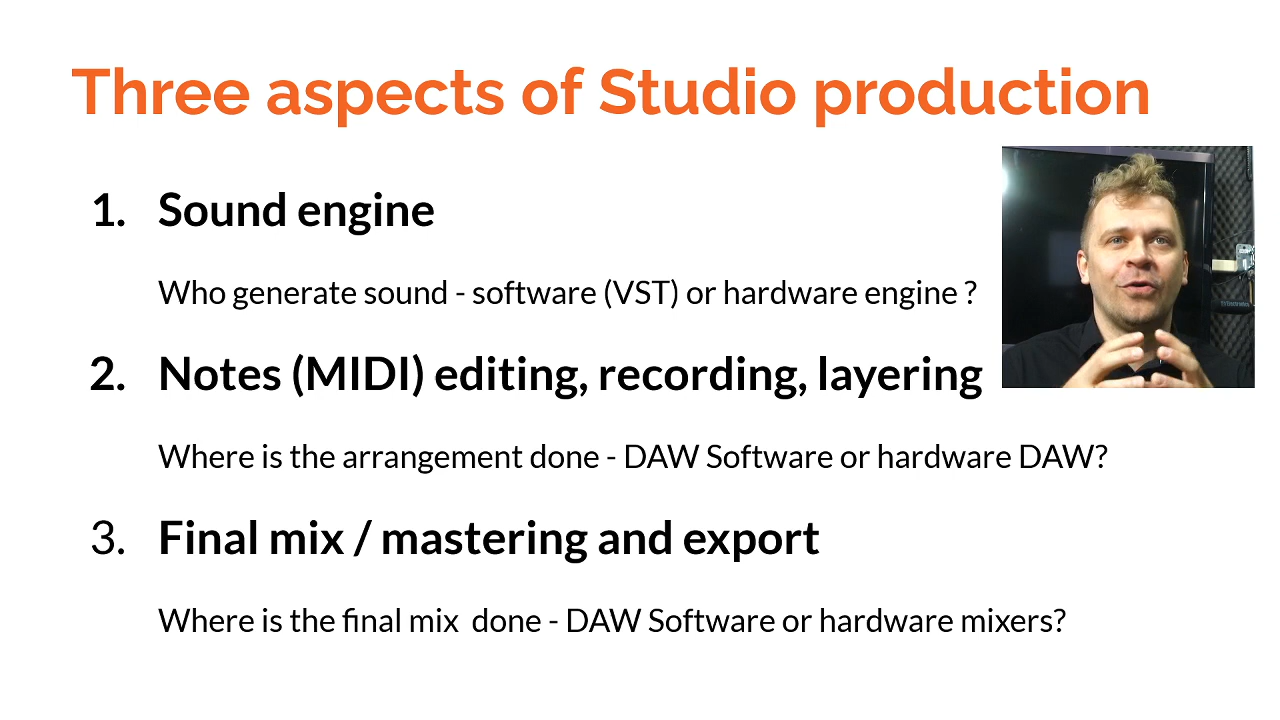 Three aspects of Studio production
1. Sound engine
Who generate sound - software (VST) or hardware engine ?
2. Notes (MIDI) editing, recording, layering
Where is the arrangement done - DAW Software or hardware DAW?
3. Final mix / mastering and export
Where is the final mix  done - DAW Software or hardware mixers?